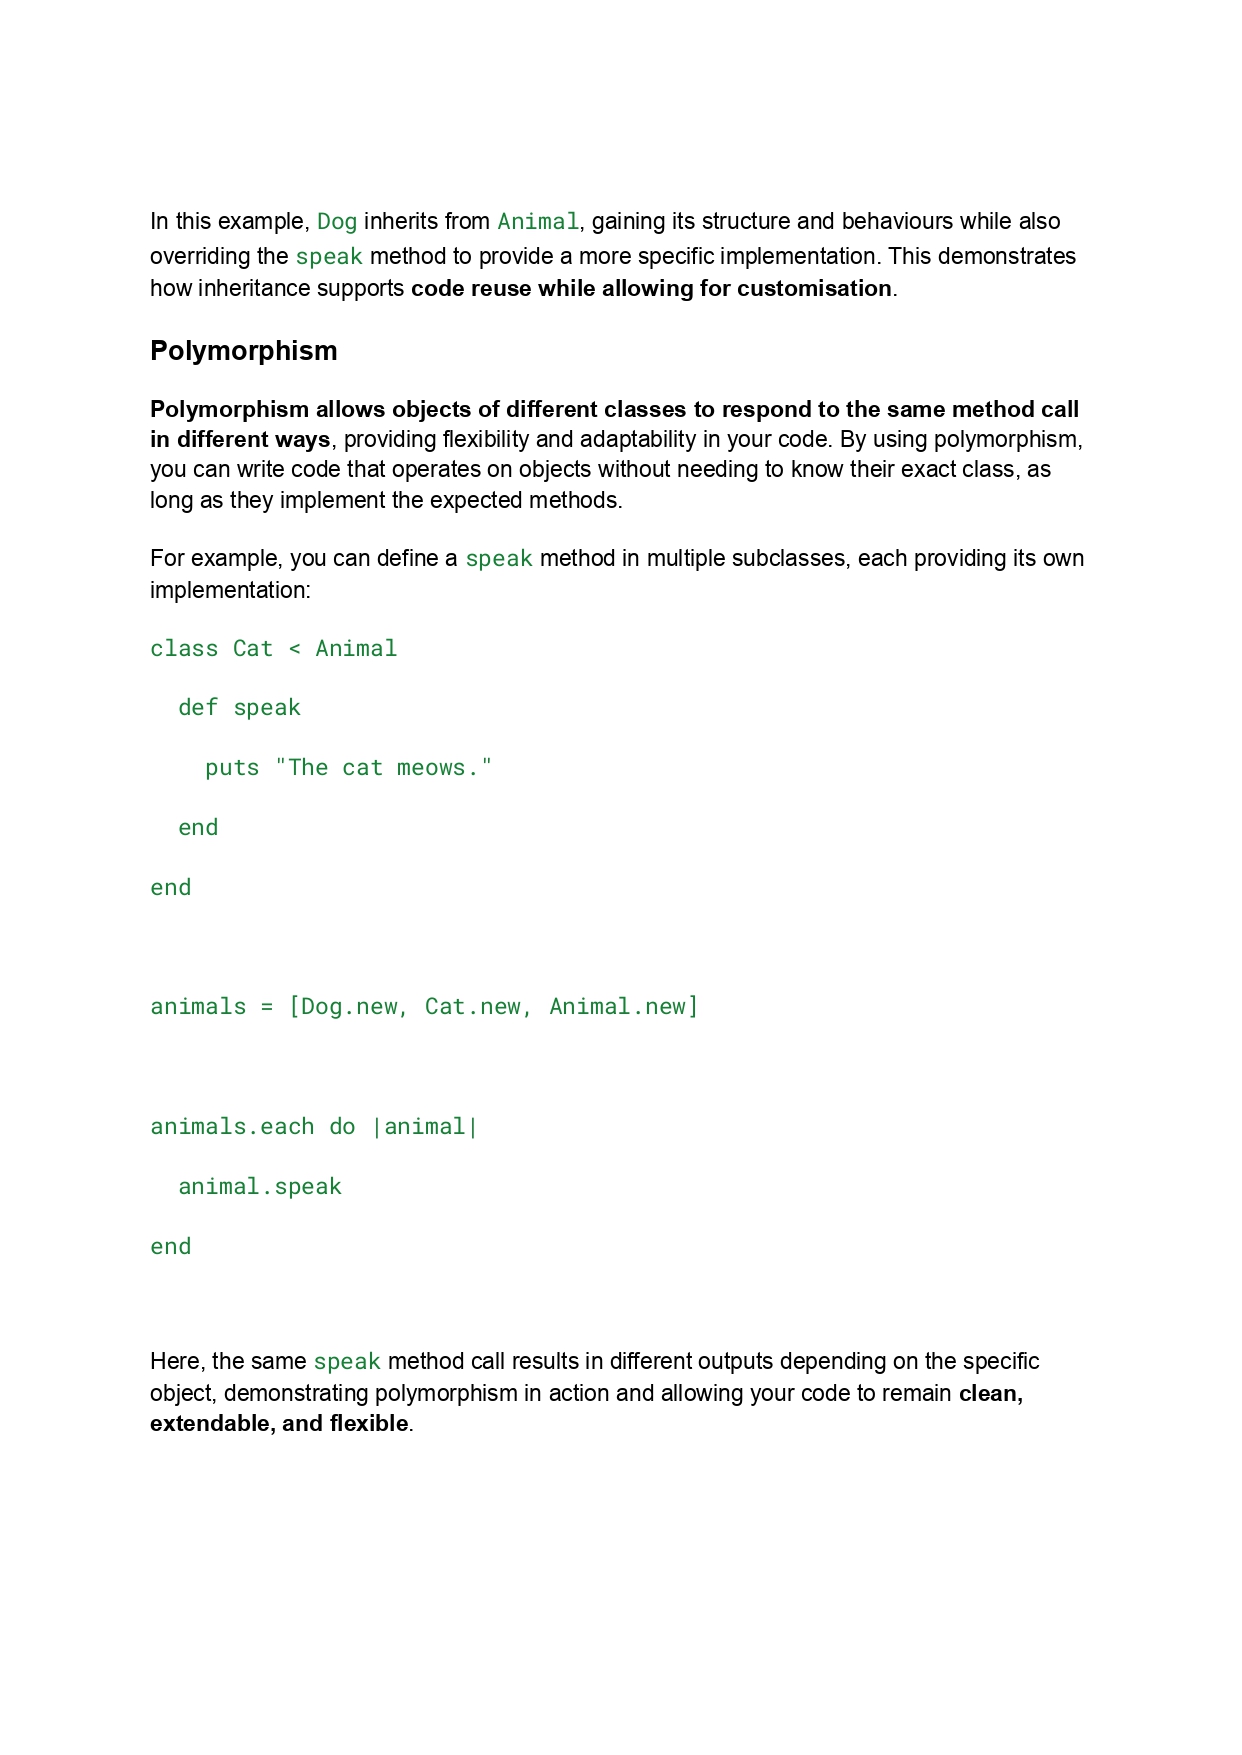 In this example, Dog inherits from Animal, gaining its structure and behaviours while also
overriding the speak method to provide a more specific implementation. This demonstrates
how inheritance supports code reuse while allowing for customisation.
Polymorphism
Polymorphism allows objects of different classes to respond to the same method call
in different ways, providing flexibility and adaptability in your code. By using polymorphism,
you can write code that operates on objects without needing to know their exact class, as
long as they implement the expected methods.
For example, you can define a speak method in multiple subclasses, each providing its own
implementation:
class Cat < Animal
  def speak
    puts "The cat meows."
  end
end
animals = [Dog.new, Cat.new, Animal.new]
animals.each do |animal|
  animal.speak
end
Here, the same speak method call results in different outputs depending on the specific
object, demonstrating polymorphism in action and allowing your code to remain clean,
extendable, and flexible.